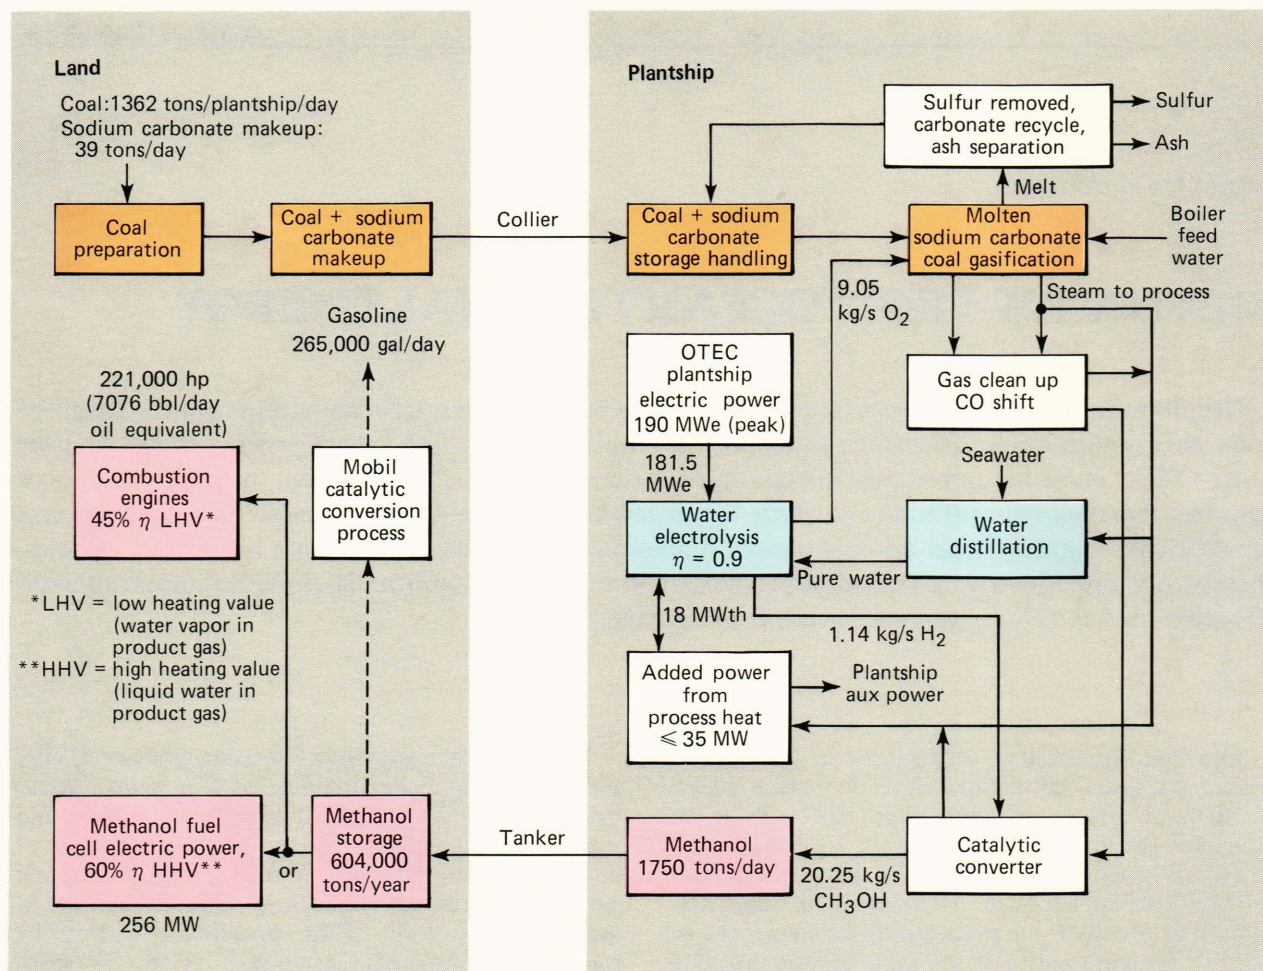 Land
Coal:1362 tons/plantship/day
Sodium carbonate makeup:
39 tons/day
Coal
preparation
Coal + sodium
carbonate
makeup
Collier
Gasoline
265,000 gal/day
221,000 hp
(7076 bbl/day
oil equivalent)
Combustion
engines
45% η LHV*
Mobil
catalytic
conversion
process
*LHV = low heating value
(water vapor in
product gas)
**HHV = high heating value
(liquid water in
product gas)
Methanol fuel
cell electric power,
60% η HHV**
256 MW
or
Methanol
storage
604,000
tons/year
Tanker
Plantship
Sulfur removed,
carbonate recycle,
ash separation
Sulfur
Ash
Melt
Coal + sodium
carbonate
storage handling
Molten
sodium carbonate
coal gasification
Boiler
feed
water
9.05
kg/s O2
Steam to process
OTEC
plantship
electric power
190 MWe (peak)
Gas clean up
CO shift
181.5
MWe
Seawater
Water
electrolysis
η = 0.9
Water
distillation
Pure water
18 MWth
1.14 kg/s H2
Added power
from
process heat
≤ 35 MW
Plantship
aux power
Methanol
1750 tons/day
20.25 kg/s
CH3OH
Catalytic
converter